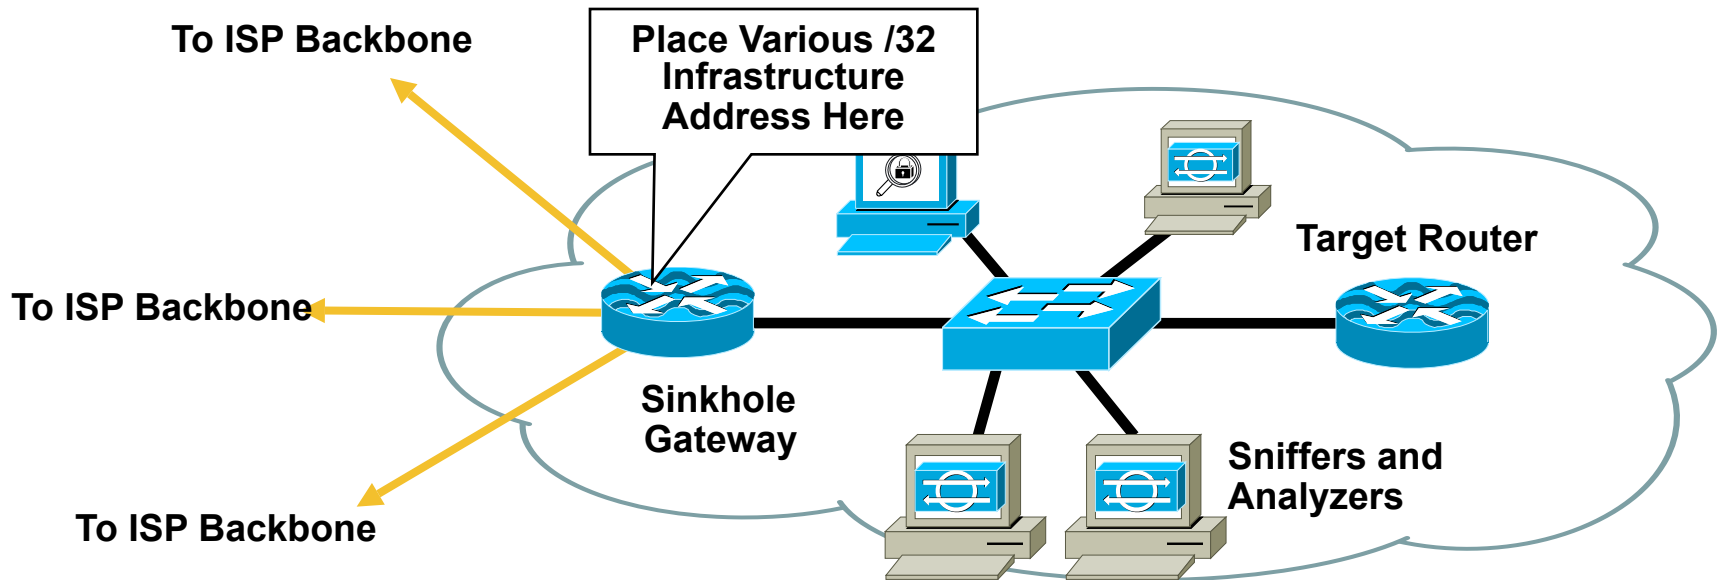 To ISP Backbone
Place Various /32
Infrastructure
Address Here
Target Router
To ISP Backbone
Sinkhole
Gateway
Sniffers and
Analyzers
To ISP Backbone